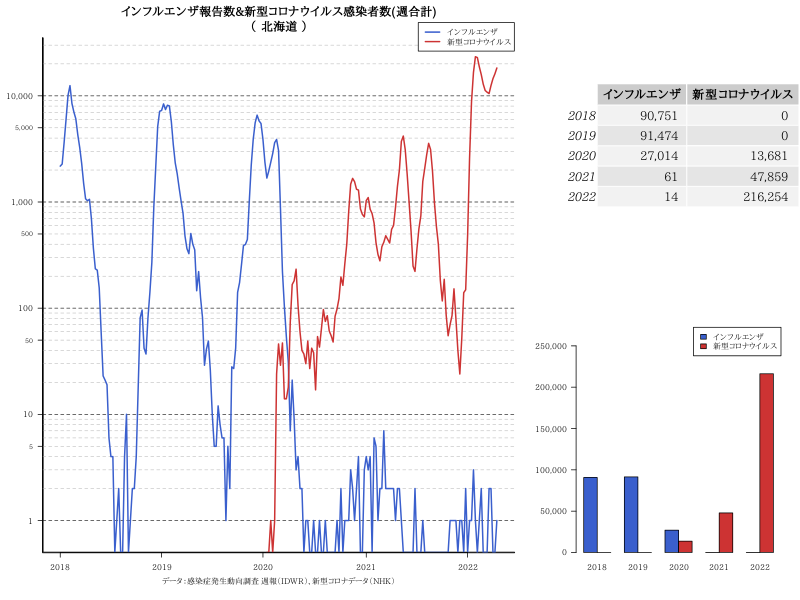 インフルエンザ報告数&新型コロナウイルス感染者数(週合計)
( 北海道 )
インフルエンザ
新型コロナウイルス
10,000
5,000
1,000
500
100
50
10
5
1
2018 2019 2020 2021 2022
データ：感染症発生動向調査 週報（IDWR）、新型コロナデータ（NHK）
インフルエンザ 新型コロナウイルス
2018 90,751 0
2019 91,474 0
2020 27,014 13,681
2021 61 47,859
2022 14 216,254
インフルエンザ
新型コロナウイルス
250,000
200,000
150,000
100,000
50,000
0
2018 2019 2020 2021 2022